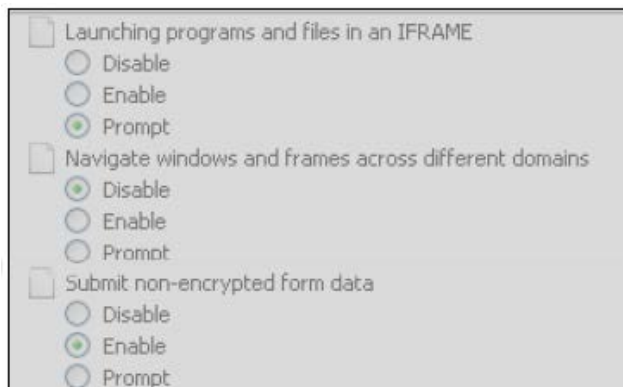 Launching programs and files in an IFRAME
Disable
Enable
Prompt
Navigate windows and frames across different domains
Disable
Enable
Prompt
Submit non-encrypted form data
Disable
Enable
Prompt